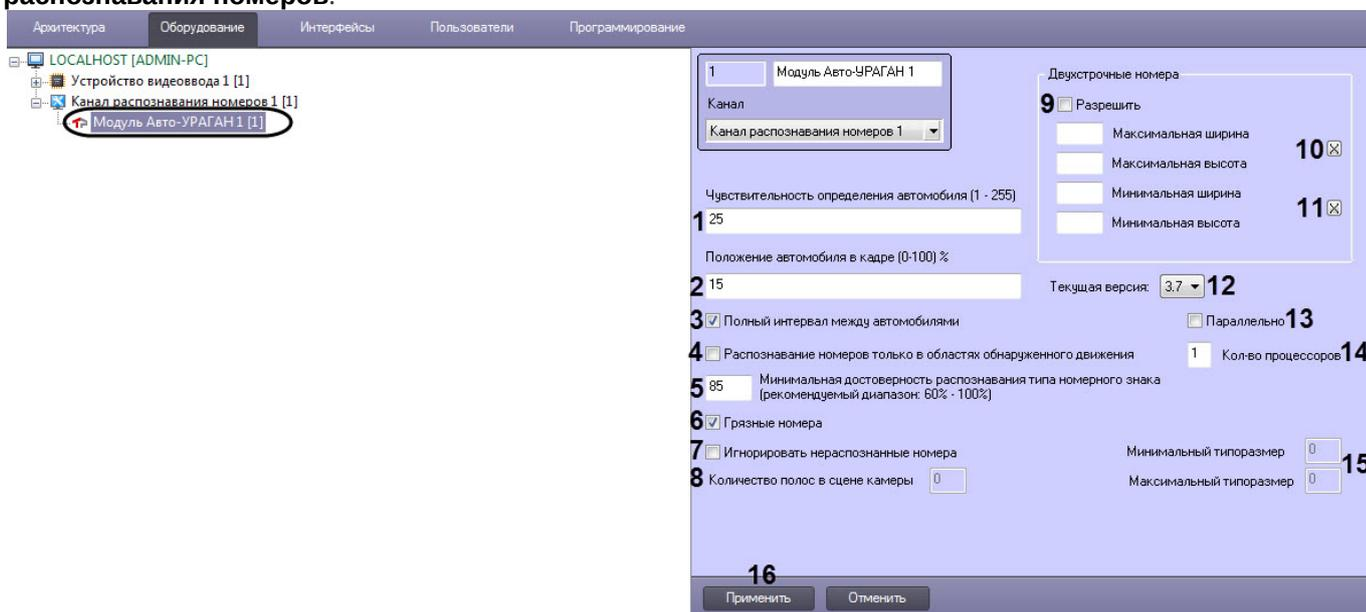 распознавания номеров.
Архитектура Оборудование Интерфейсы Пользователи Программирование
LOCALHOST [ADMIN-PC]
Устройство видеоввода 1 [1]
Канал распознавания номеров 1 [1]
Модуль Авто-УРАГАН 1 [1]
1 Модуль Авто-УРАГАН 1
Канал
Канал распознавания номеров 1
Двухстрочные номера
9 Разрешить
Максимальная ширина
10
Максимальная высота
Минимальная ширина
11
Минимальная высота
Чувствительность определения автомобиля (1 - 255)
1 25
Положение автомобиля в кадре (0-100) %
2 15
Текущая версия: 3.7 12
3 Полный интервал между автомобилями
Параллельно 13
4 Распознавание номеров только в областях обнаруженного движения
1 Кол-во процессоров 14
5 85 Минимальная достоверность распознавания типа номерного знака
(рекомендуемый диапазон: 60% - 100%)
6 Грязные номера
7 Игнорировать нераспознанные номера
8 Количество полос в сцене камеры 0
Минимальный типоразмер 0
15
Максимальный типоразмер 0
16
Применить Отменить